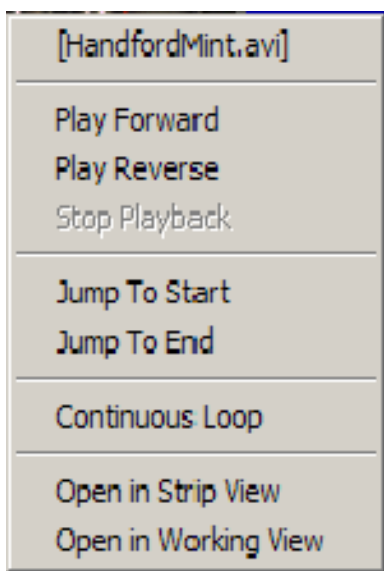 [HandfordMint.avi]
Play Forward
Play Reverse
Stop Playback
Jump To Start
Jump To End
Continuous Loop
Open in Strip View
Open in Working View